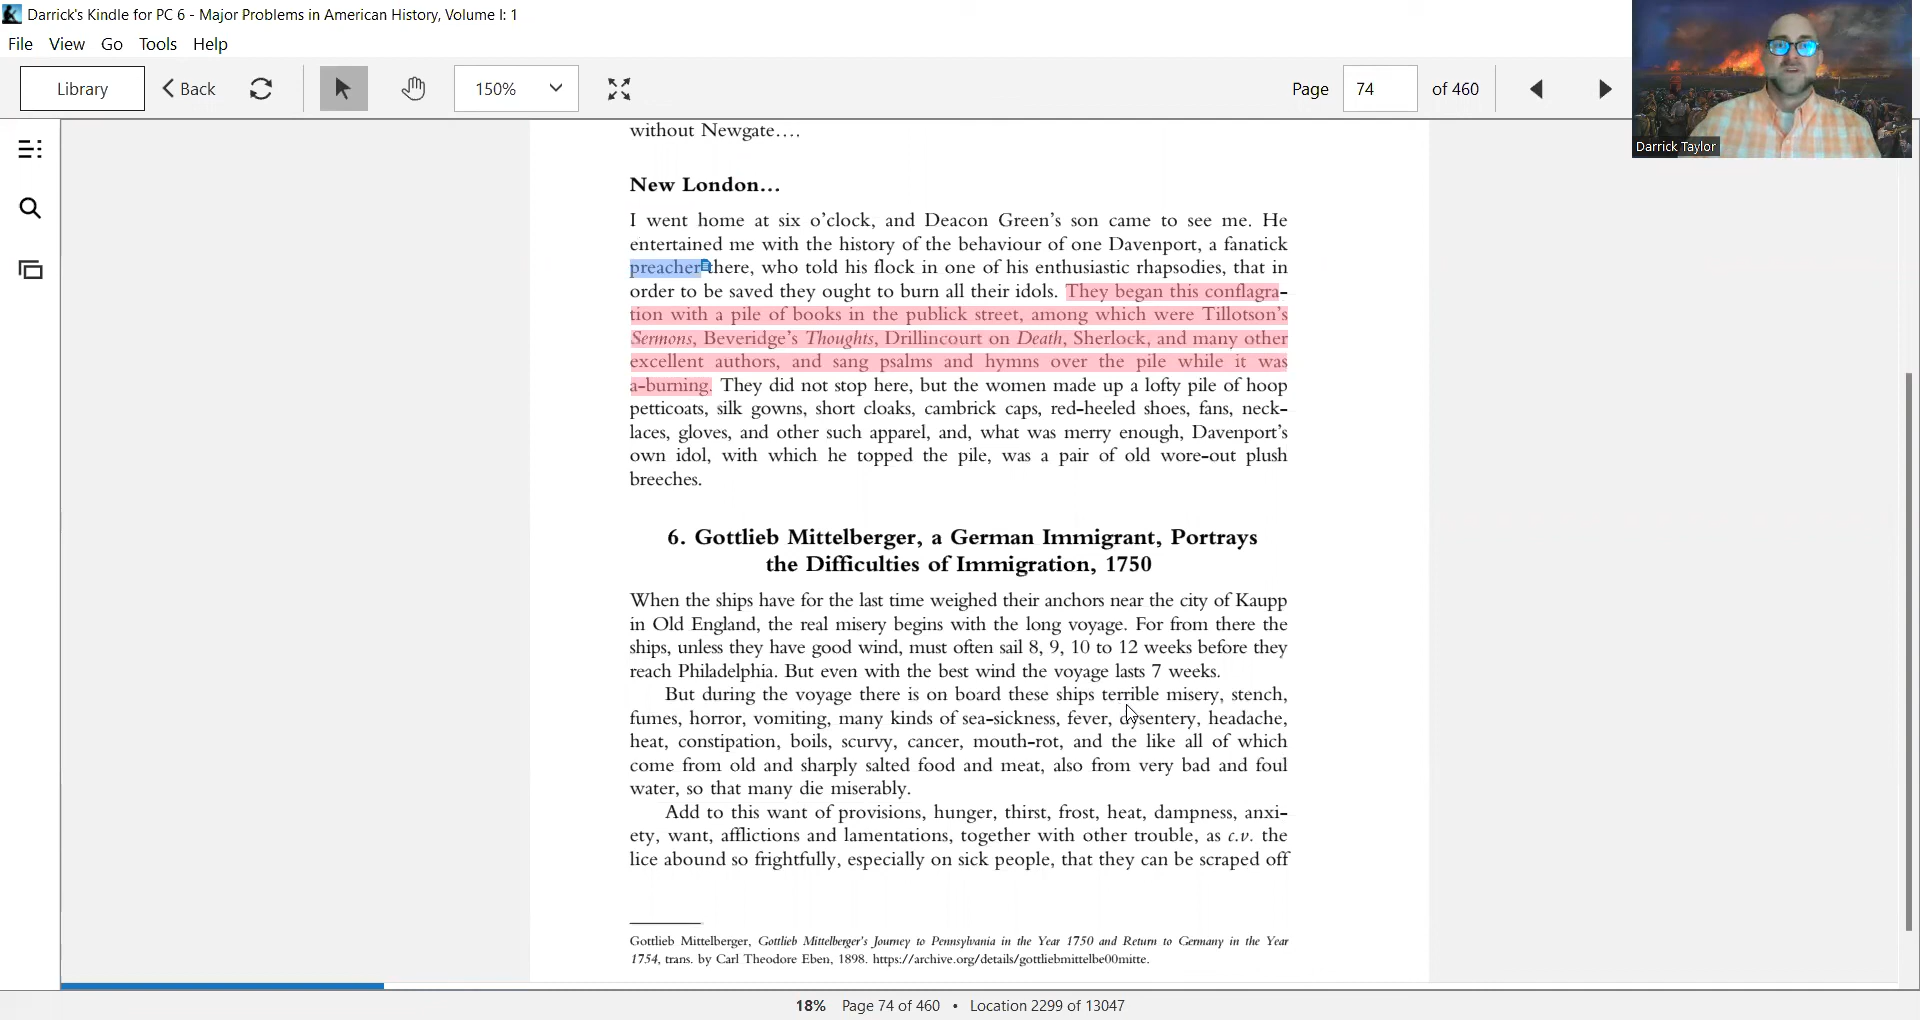 Darrick's Kindle for PC 6 - Major Problems in American History, Volume I: 1
File View Go Tools Help
Library Back 150% Page 74 of 460
Darrick Taylor
without Newgate....
New London...
I went home at six o'clock, and Deacon Green's son came to see me. He
entertained me with the history of the behaviour of one Davenport, a fanatick
preacher there, who told his flock in one of his enthusiastic rhapsodies, that in
order to be saved they ought to burn all their idols. They began this conflagra-
tion with a pile of books in the publick street, among which were Tillotson's
Sermons, Beveridge's Thoughts, Drillincourt on Death, Sherlock, and many other
excellent authors, and sang psalms and hymns over the pile while it was
a-burning. They did not stop here, but the women made up a lofty pile of hoop
petticoats, silk gowns, short cloaks, cambrick caps, red-heeled shoes, fans, neck-
laces, gloves, and other such apparel, and, what was merry enough, Davenport's
own idol, with which he topped the pile, was a pair of old wore-out plush
breeches.
6. Gottlieb Mittelberger, a German Immigrant, Portrays
the Difficulties of Immigration, 1750
When the ships have for the last time weighed their anchors near the city of Kaupp
in Old England, the real misery begins with the long voyage. For from there the
ships, unless they have good wind, must often sail 8, 9, 10 to 12 weeks before they
reach Philadelphia. But even with the best wind the voyage lasts 7 weeks.
But during the voyage there is on board these ships terrible misery, stench,
fumes, horror, vomiting, many kinds of sea-sickness, fever, dysentery, headache,
heat, constipation, boils, scurvy, cancer, mouth-rot, and the like all of which
come from old and sharply salted food and meat, also from very bad and foul
water, so that many die miserably.
Add to this want of provisions, hunger, thirst, frost, heat, dampness, anxi-
ety, want, afflictions and lamentations, together with other trouble, as c.v. the
lice abound so frightfully, especially on sick people, that they can be scraped off
Gottlieb Mittelberger, Gottlieb Mittelberger's Journey to Pennsylvania in the Year 1750 and Return to Germany in the Year
1754, trans. by Carl Theodore Eben, 1898. https://archive.org/details/gottliebmittelbe00mitte.
18% Page 74 of 460 • Location 2299 of 13047